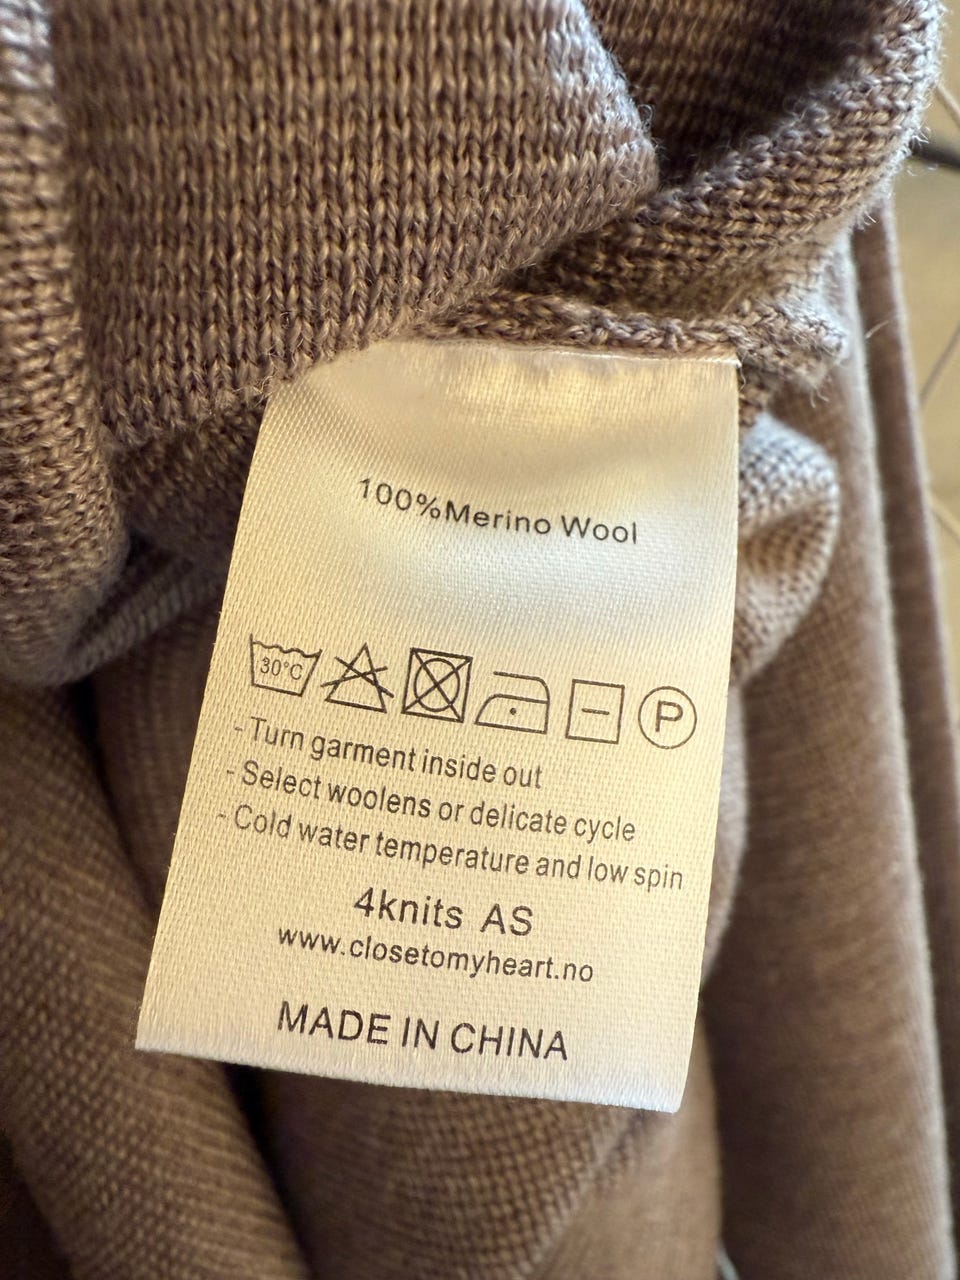 100%Merino Wool
30°C P
- Turn garment inside out
- Select woolens or delicate cycle
- Cold water temperature and low spin
4knits AS
www.closetomyheart.no
MADE IN CHINA